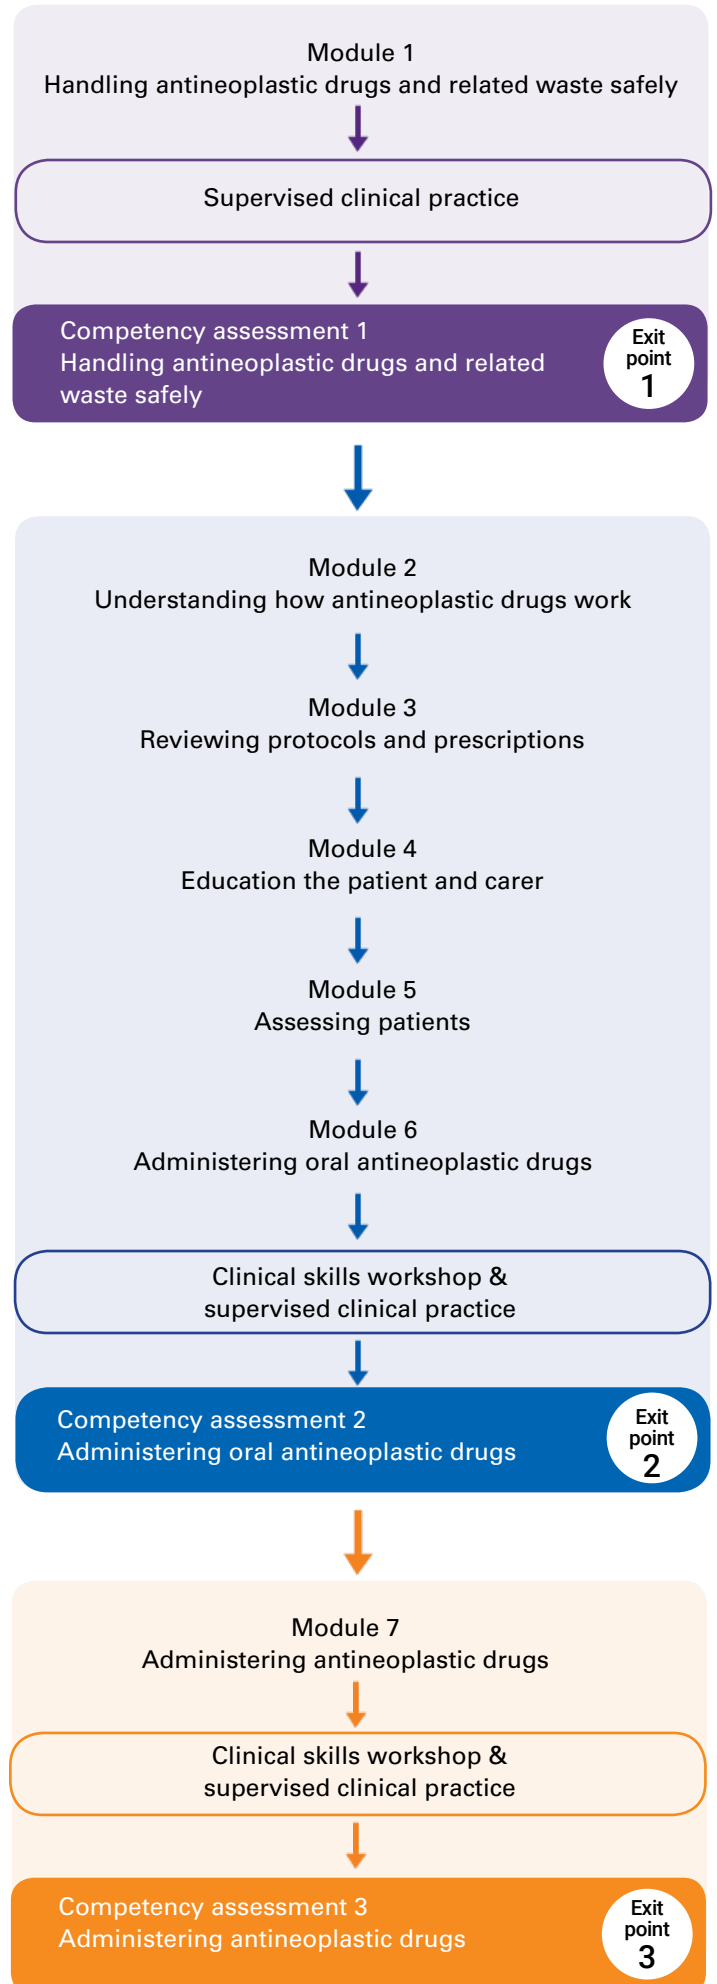 Module 1
Handling antineoplastic drugs and related waste safely
Supervised clinical practice
Competency assessment 1
Handling antineoplastic drugs and related
waste safely
Exit
point
1
Module 2
Understanding how antineoplastic drugs work
Module 3
Reviewing protocols and prescriptions
Module 4
Education the patient and carer
Module 5
Assessing patients
Module 6
Administering oral antineoplastic drugs
Clinical skills workshop &
supervised clinical practice
Competency assessment 2
Administering oral antineoplastic drugs
Exit
point
2
Module 7
Administering antineoplastic drugs
Clinical skills workshop &
supervised clinical practice
Competency assessment 3
Administering antineoplastic drugs
Exit
point
3